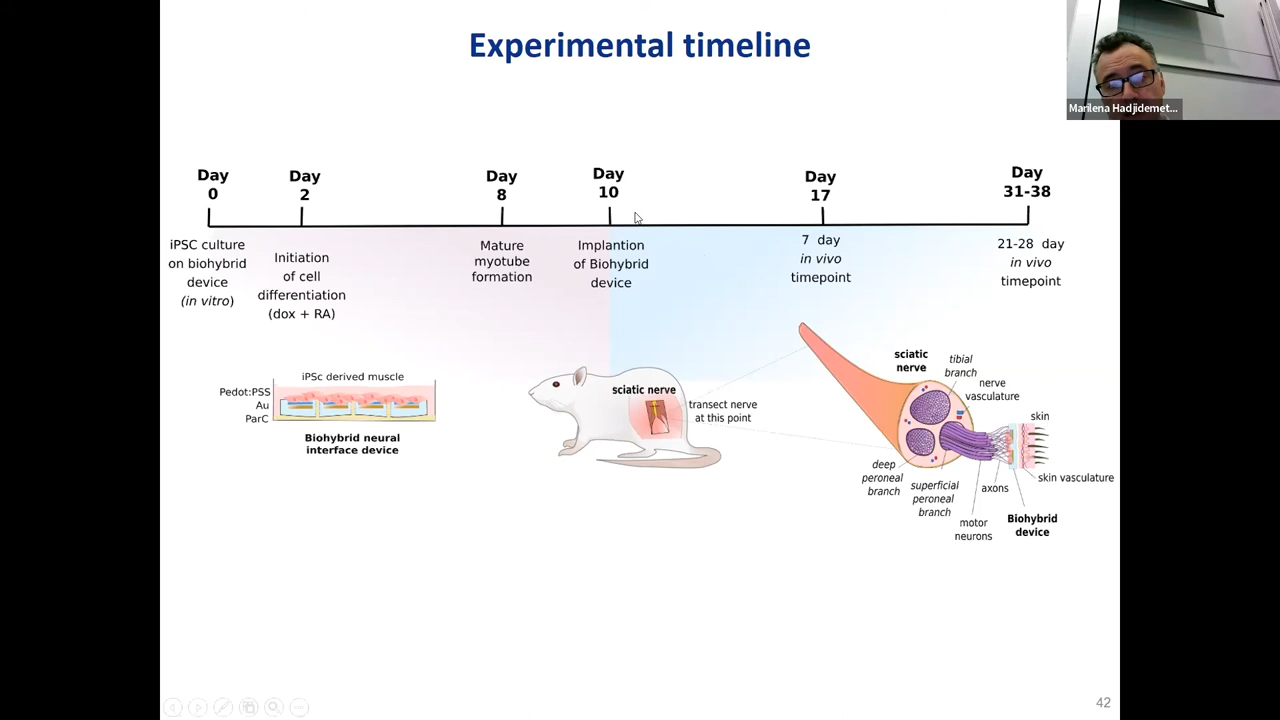 Experimental timeline
Marilena Hadjidemet...
Day
0
Day
2
Day
8
Day
10
Day
17
Day
31-38
iPSC culture
on biohybrid
device
(in vitro)
Initiation
of cell
differentiation
(dox + RA)
Mature
myotube
formation
Implantion
of Biohybrid
device
7 day
in vivo
timepoint
21-28 day
in vivo
timepoint
iPSc derived muscle
Pedot:PSS
Au
ParC
Biohybrid neural
interface device
sciatic nerve
transect nerve
at this point
sciatic
nerve
tibial
branch
nerve
vasculature
skin
deep
peroneal
branch
superficial
peroneal
branch
axons
skin vasculature
motor
neurons
Biohybrid
device
42